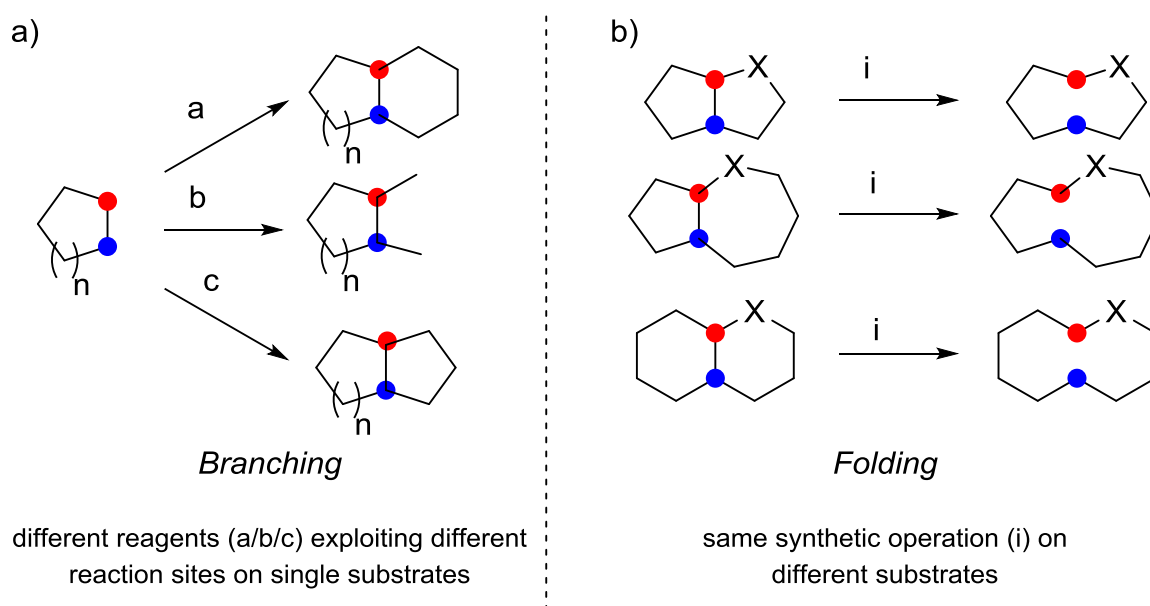 a)
a
n
b
n
n
c
n
Branching
different reagents (a/b/c) exploiting different
reaction sites on single substrates
b)
X
i
X
X
i
X
X
i
X
Folding
same synthetic operation (i) on
different substrates